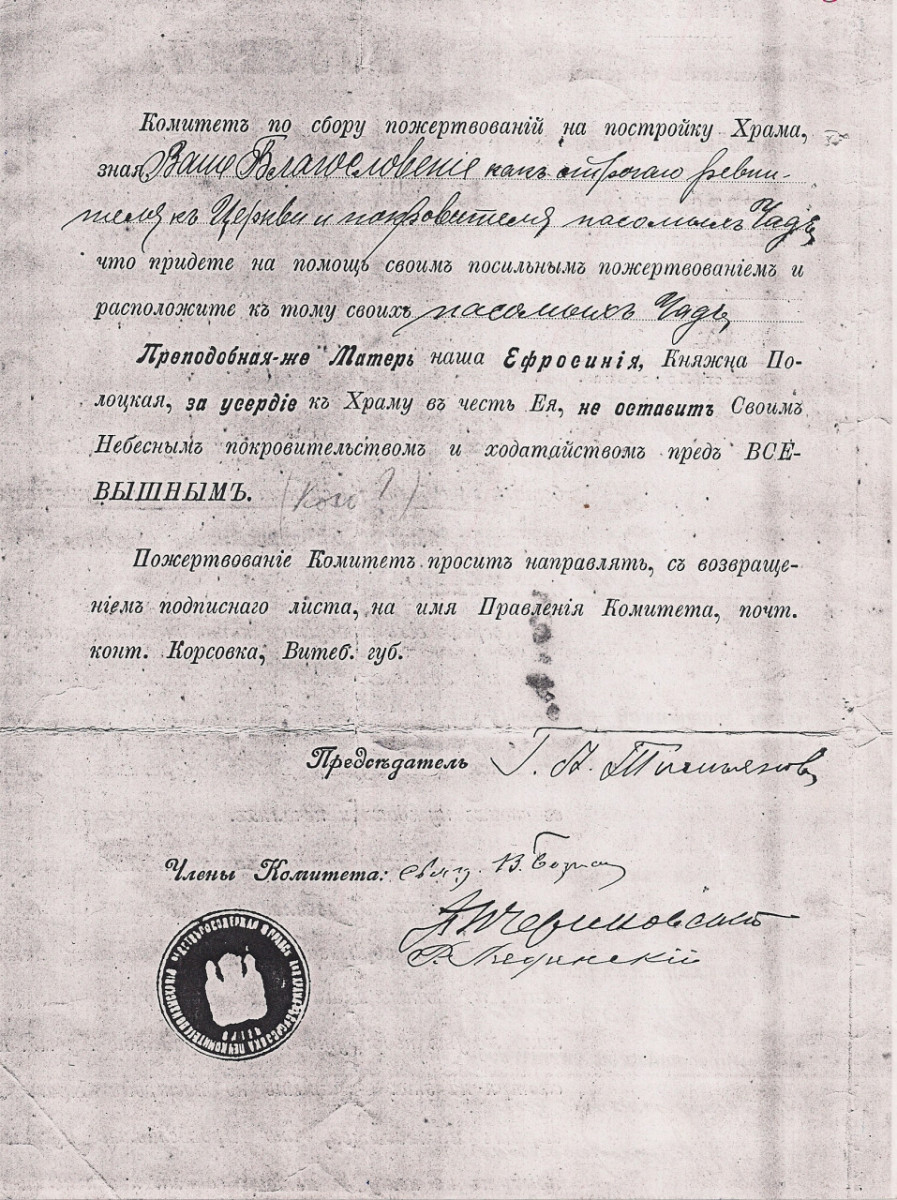 Комитетъ по сбору пожертвованій на постройку Храма,
зная Ваше Благословеніе какъ строгаго ревни-
теля къ Церкви и покровителя пасомыхъ Чадъ,
что придете на помощь своимъ посильнымъ пожертвованіемъ и
расположите къ тому своихъ пасомыхъ Чадъ,
Преподобная-же Матерь наша Ефросинія, Княжна По-
лоцкая, за усердіе къ Храму въ честь Ея, не оставитъ Своимъ
Небеснымъ покровительствомъ и ходатайствомъ предъ ВСЕ-
ВЫШНЫМЪ. (Кого?)
Пожертвованіе Комитетъ проситъ направлять, съ возвраще-
ніемъ подписнаго листа, на имя Правленія Комитета, почт.
конт. Корсовка, Витеб. губ.
Предсѣдатель Г. А.
Члены Комитета: свящ. В.